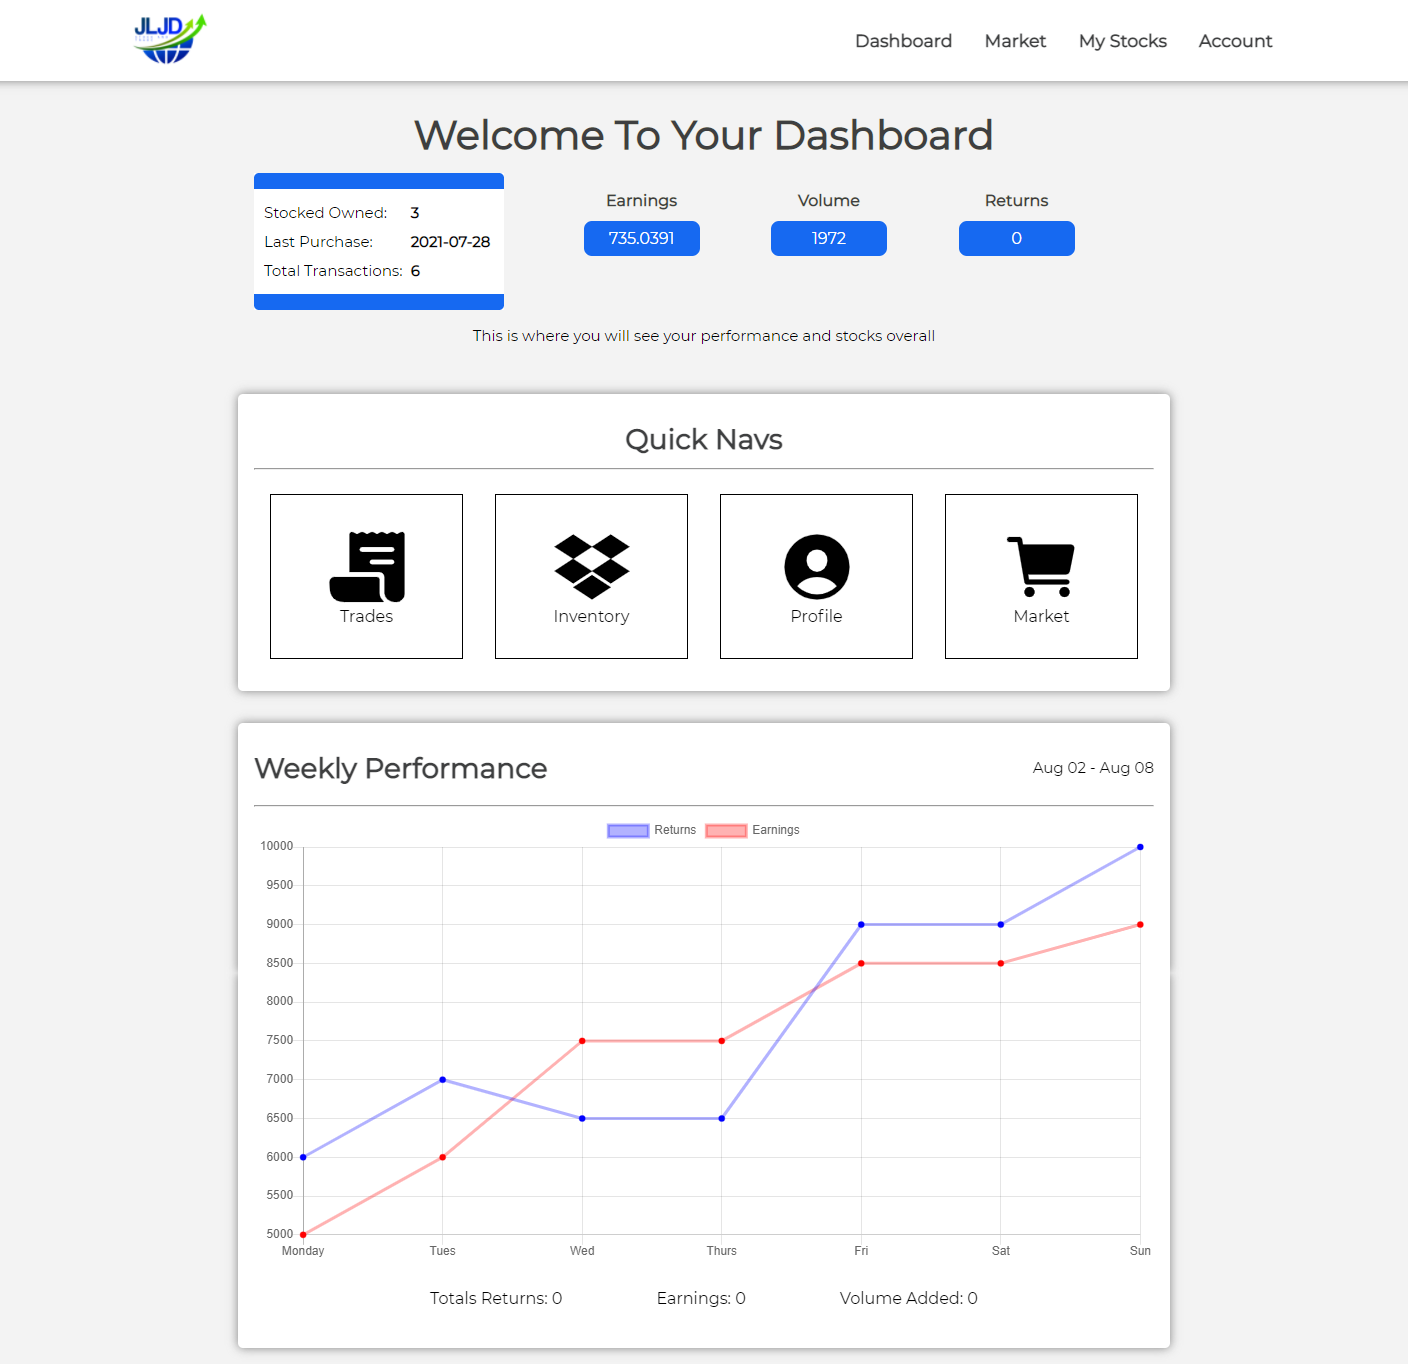 JLJD
Dashboard Market My Stocks Account
Welcome To Your Dashboard
Stocked Owned: 3
Last Purchase: 2021-07-28
Total Transactions: 6
Earnings Volume Returns
735.0391 1972 0
This is where you will see your performance and stocks overall
Quick Navs
Trades Inventory Profile Market
Weekly Performance Aug 02 - Aug 08
Returns Earnings
10000
9500
9000
8500
8000
7500
7000
6500
6000
5500
5000
Monday Tues Wed Thurs Fri Sat Sun
Totals Returns: 0 Earnings: 0 Volume Added: 0